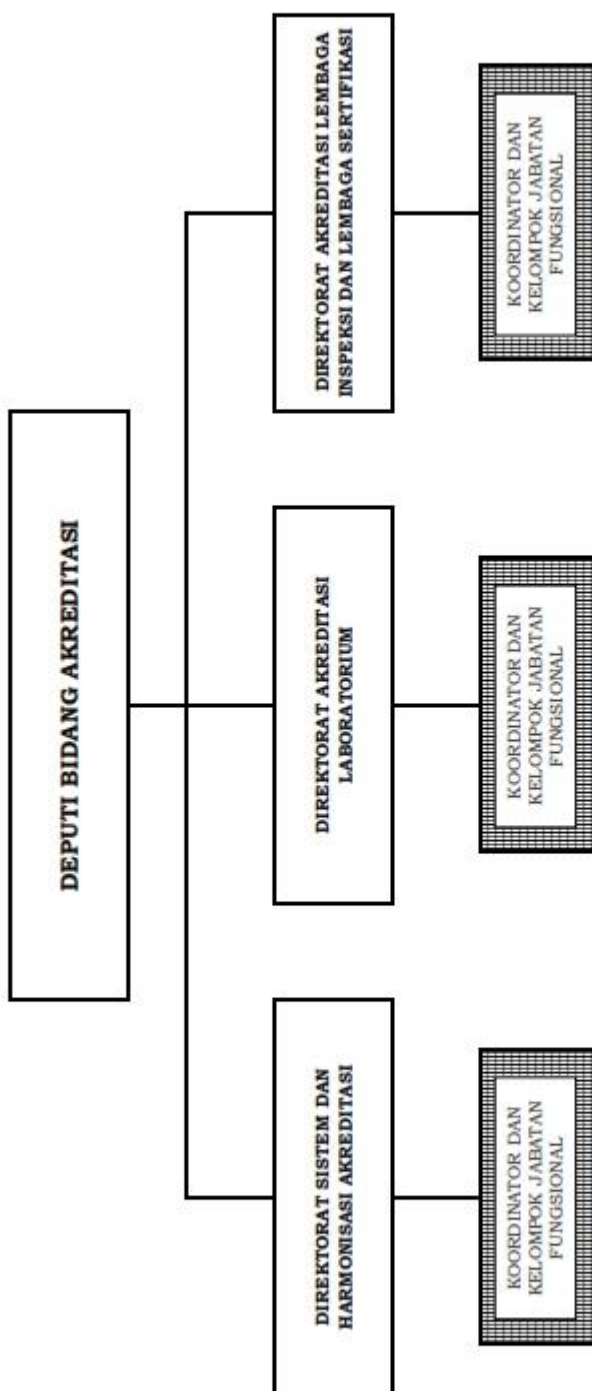 DEPUTI BIDANG AKREDITASI
DIREKTORAT SISTEM DAN
HARMONISASI AKREDITASI
DIREKTORAT AKREDITASI
LABORATORIUM
DIREKTORAT AKREDITASI LEMBAGA
INSPEKSI DAN LEMBAGA SERTIFIKASI
KOORDINATOR DAN
KELOMPOK JABATAN
FUNGSIONAL
KOORDINATOR DAN
KELOMPOK JABATAN
FUNGSIONAL
KOORDINATOR DAN
KELOMPOK JABATAN
FUNGSIONAL